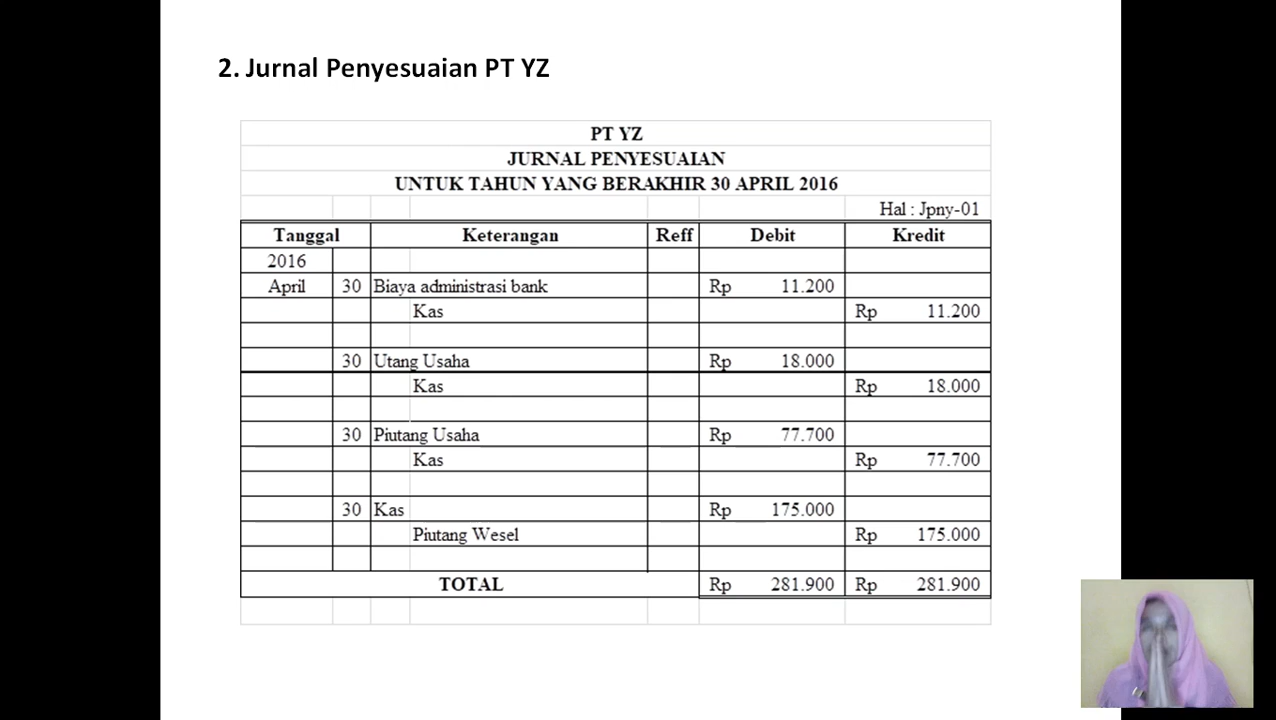 2. Jurnal Penyesuaian PT YZ
PT YZ
JURNAL PENYESUAIAN
UNTUK TAHUN YANG BERAKHIR 30 APRIL 2016
Hal : Jpny-01
Tanggal Keterangan Reff Debit Kredit
2016
April 30 Biaya administrasi bank Rp 11.200
Kas Rp 11.200
30 Utang Usaha Rp 18.000
Kas Rp 18.000
30 Piutang Usaha Rp 77.700
Kas Rp 77.700
30 Kas Rp 175.000
Piutang Wesel Rp 175.000
TOTAL Rp 281.900 Rp 281.900